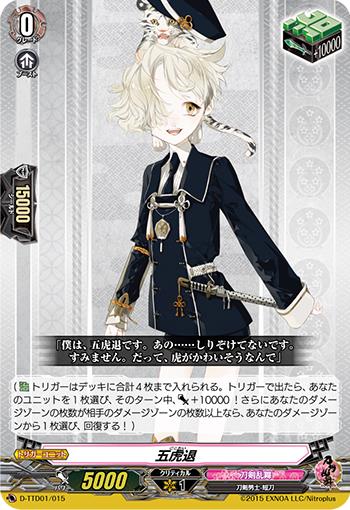 0
グレード
ブースト
治
+10000
15000
シールド
「僕は、五虎退です。あの……しりぞけてないです。
すみません。だって、虎がかわいそうなんで」
(治トリガーはデッキに合計4枚まで入れられる。トリガーで出たら、あなた
のユニットを1枚選び、そのターン中、+10000!さらにあなたのダメー
ジゾーンの枚数が相手のダメージゾーンの枚数以上なら、あなたのダメージゾ
ーンから1枚選び、回復する!)
トリガーユニット
五虎退
パワー
5000
クリティカル
1
刀剣乱舞
刀剣男士・短刀
D-TTD01/015
©2015 EXNOA LLC/Nitroplus